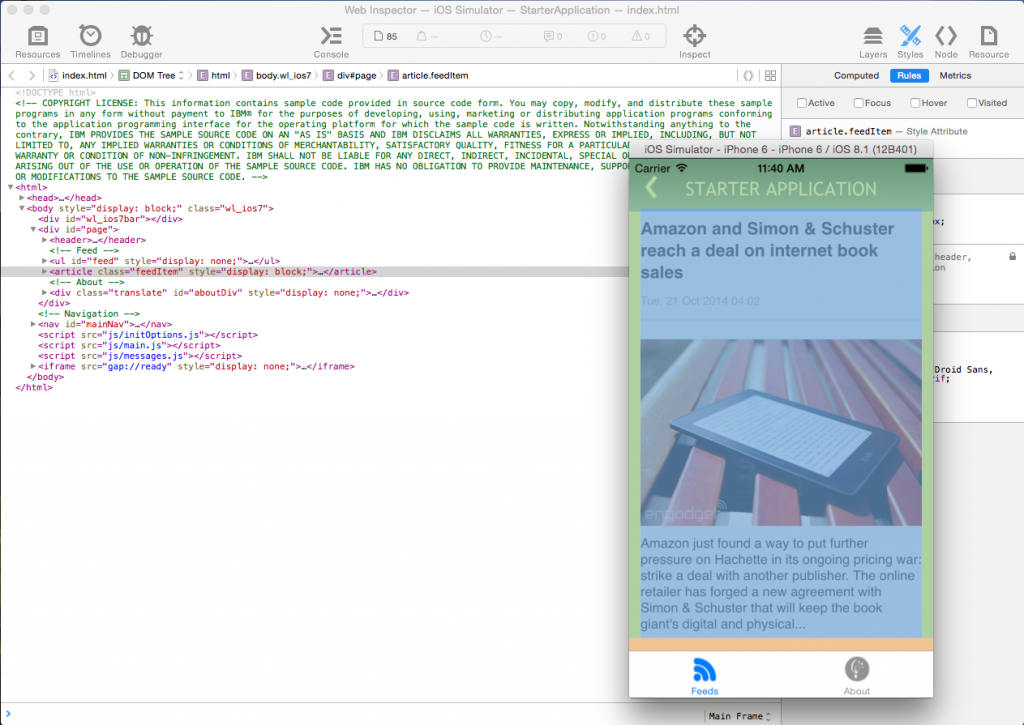 Web Inspector — iOS Simulator — StarterApplication — index.html
85
0
0
0
Resources
Timelines
Debugger
Console
Inspect
Layers
Styles
Node
Resource
index.html
DOM Tree
E html
E body.wl_ios7
E div#page
E article.feedItem
Computed
Rules
Metrics
Active
Focus
Hover
Visited
E article.feedItem — Style Attribute
<!DOCTYPE html>
<!-- COPYRIGHT LICENSE: This information contains sample code provided in source code form. You may copy, modify, and distribute these sample
programs in any form without payment to IBM® for the purposes of developing, using, marketing or distributing application programs conforming
to the application programming interface for the operating platform for which the sample code is written. Notwithstanding anything to the
contrary, IBM PROVIDES THE SAMPLE SOURCE CODE ON AN "AS IS" BASIS AND IBM DISCLAIMS ALL WARRANTIES, EXPRESS OR IMPLIED, INCLUDING, BUT NOT
LIMITED TO, ANY IMPLIED WARRANTIES OR CONDITIONS OF MERCHANTABILITY, SATISFACTORY QUALITY, FITNESS FOR A PARTICULA
WARRANTY OR CONDITION OF NON-INFRINGEMENT. IBM SHALL NOT BE LIABLE FOR ANY DIRECT, INDIRECT, INCIDENTAL, SPECIAL O
ARISING OUT OF THE USE OR OPERATION OF THE SAMPLE SOURCE CODE. IBM HAS NO OBLIGATION TO PROVIDE MAINTENANCE, SUPPO
OR MODIFICATIONS TO THE SAMPLE SOURCE CODE. -->
<html>
<head>…</head>
<body style="display: block;" class="wl_ios7">
<div id="wl_ios7bar"></div>
<div id="page">
<header>…</header>
<!-- Feed -->
<ul id="feed" style="display: none;">…</ul>
<article class="feedItem" style="display: block;">…</article>
<!-- About -->
<div class="translate" id="aboutDiv" style="display: none;">…</div>
</div>
<!-- Navigation -->
<nav id="mainNav">…</nav>
<script src="js/initOptions.js"></script>
<script src="js/main.js"></script>
<script src="js/messages.js"></script>
<iframe src="gap://ready" style="display: none;">…</iframe>
</body>
</html>
iOS Simulator - iPhone 6 - iPhone 6 / iOS 8.1 (12B401)
Carrier
11:40 AM
STARTER APPLICATION
Amazon and Simon & Schuster
reach a deal on internet book
sales
Tue, 21 Oct 2014 04:02
engadget
Amazon just found a way to put further
pressure on Hachette in its ongoing pricing war:
strike a deal with another publisher. The online
retailer has forged a new agreement with
Simon & Schuster that will keep the book
giant's digital and physical...
Feeds
About
x;
header,
on
Droid Sans,
if;
Main Frame